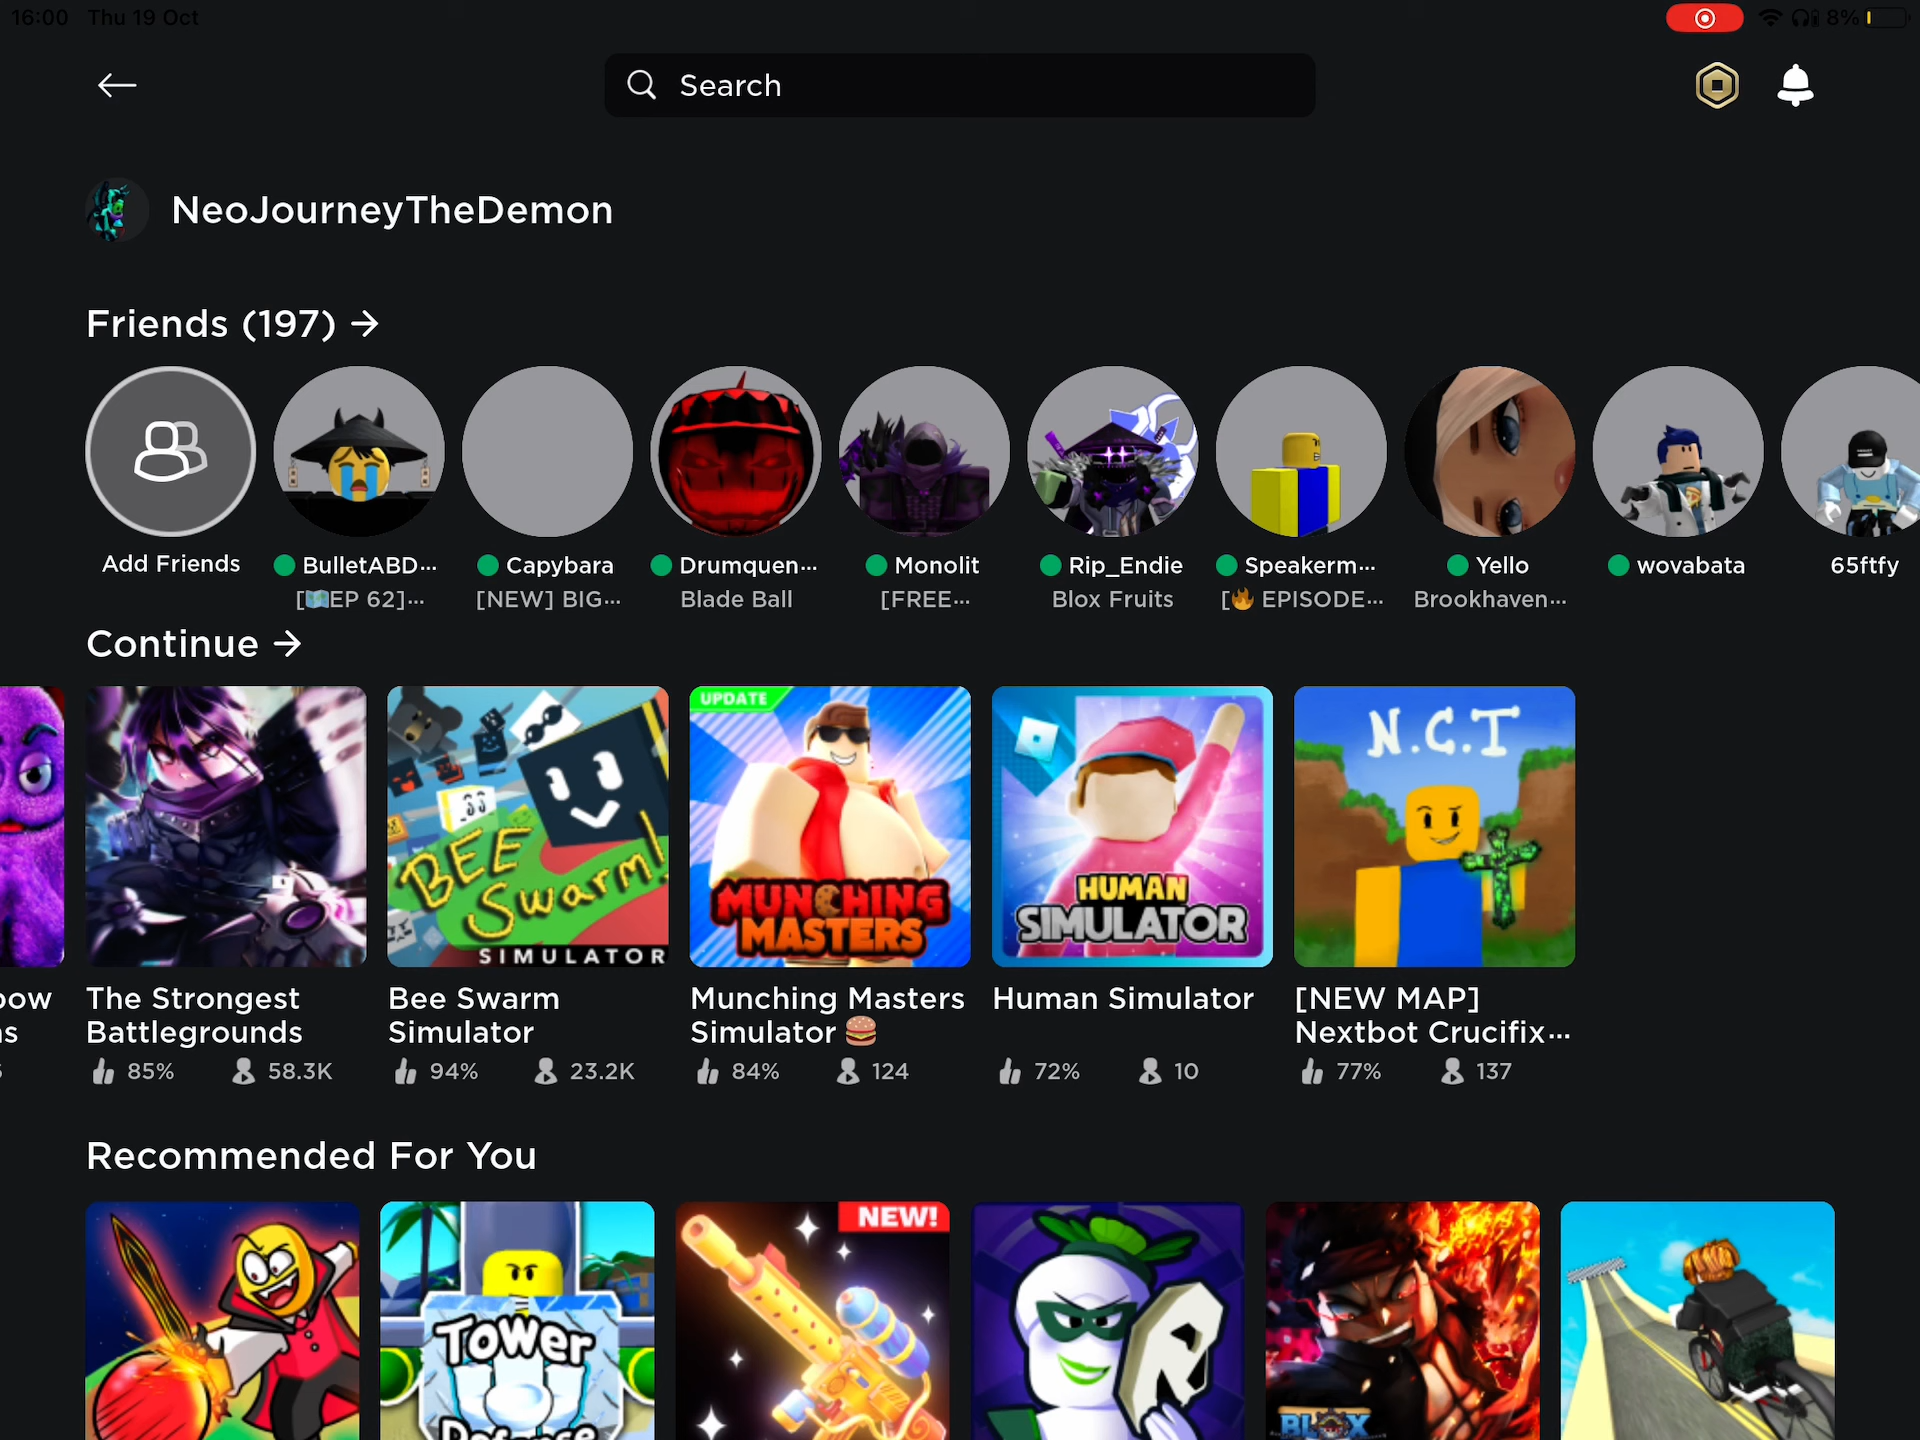 16:00 Thu 19 Oct
8%
Search
NeoJourneyTheDemon
Friends (197) →
Add Friends
BulletABD...
Capybara
Drumquen...
Monolit
Rip_Endie
Speakerm...
Yello
wovabata
65ftfy
[🗺️EP 62]...
[NEW] BIG...
Blade Ball
[FREE...
Blox Fruits
[🔥 EPISODE...
Brookhaven...
Continue →
BEE
Swarm!
SIMULATOR
UPDATE
MUNCHING
MASTERS
HUMAN
SIMULATOR
N.C.T
The Strongest
Battlegrounds
85% 58.3K
Bee Swarm
Simulator
94% 23.2K
Munching Masters
Simulator 🍔
84% 124
Human Simulator
72% 10
[NEW MAP]
Nextbot Crucifix...
77% 137
Recommended For You
Tower
Defense
NEW!
BLOX